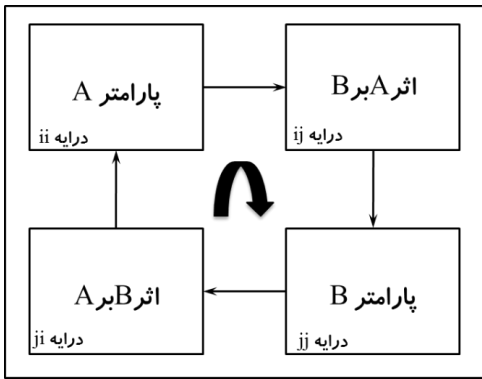 پارامتر A
درایه ii
اثرAبرB
درایه ij
اثرBبرA
درایه ji
پارامتر B
درایه jj